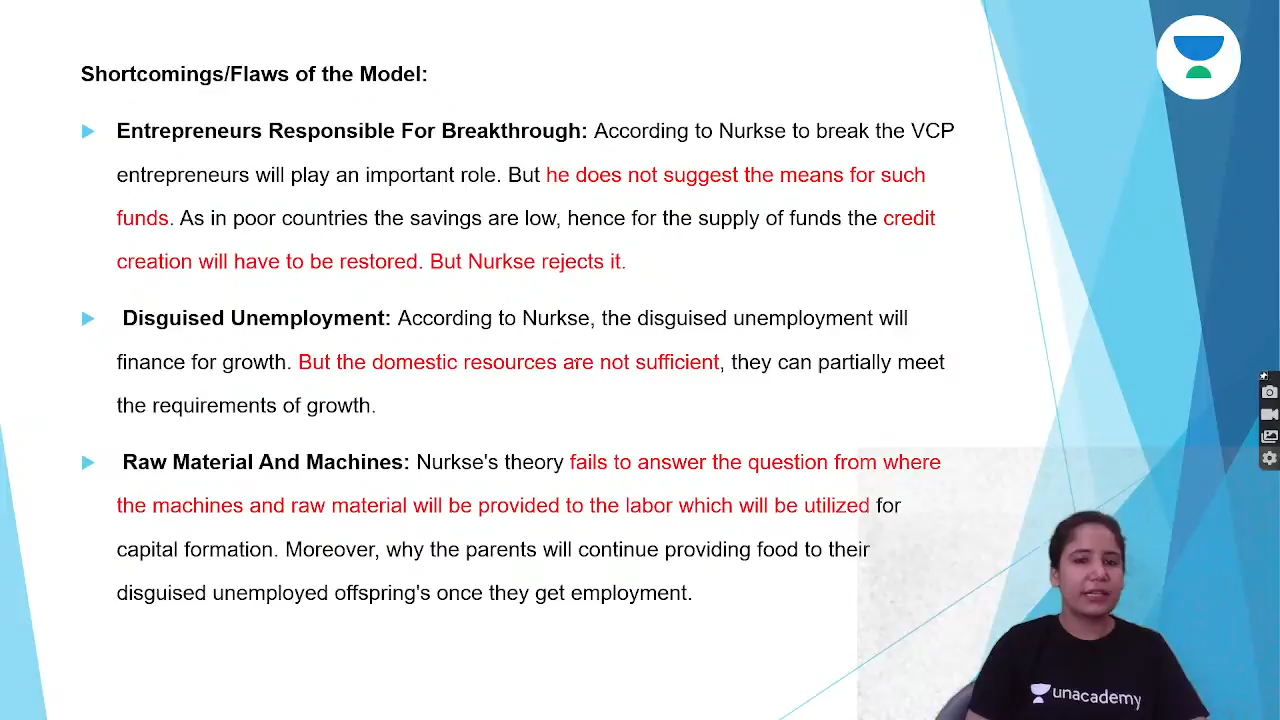 Shortcomings/Flaws of the Model:
Entrepreneurs Responsible For Breakthrough: According to Nurkse to break the VCP
entrepreneurs will play an important role. But he does not suggest the means for such
funds. As in poor countries the savings are low, hence for the supply of funds the credit
creation will have to be restored. But Nurkse rejects it.
Disguised Unemployment: According to Nurkse, the disguised unemployment will
finance for growth. But the domestic resources are not sufficient, they can partially meet
the requirements of growth.
Raw Material And Machines: Nurkse's theory fails to answer the question from where
the machines and raw material will be provided to the labor which will be utilized for
capital formation. Moreover, why the parents will continue providing food to their
disguised unemployed offspring's once they get employment.
unacademy